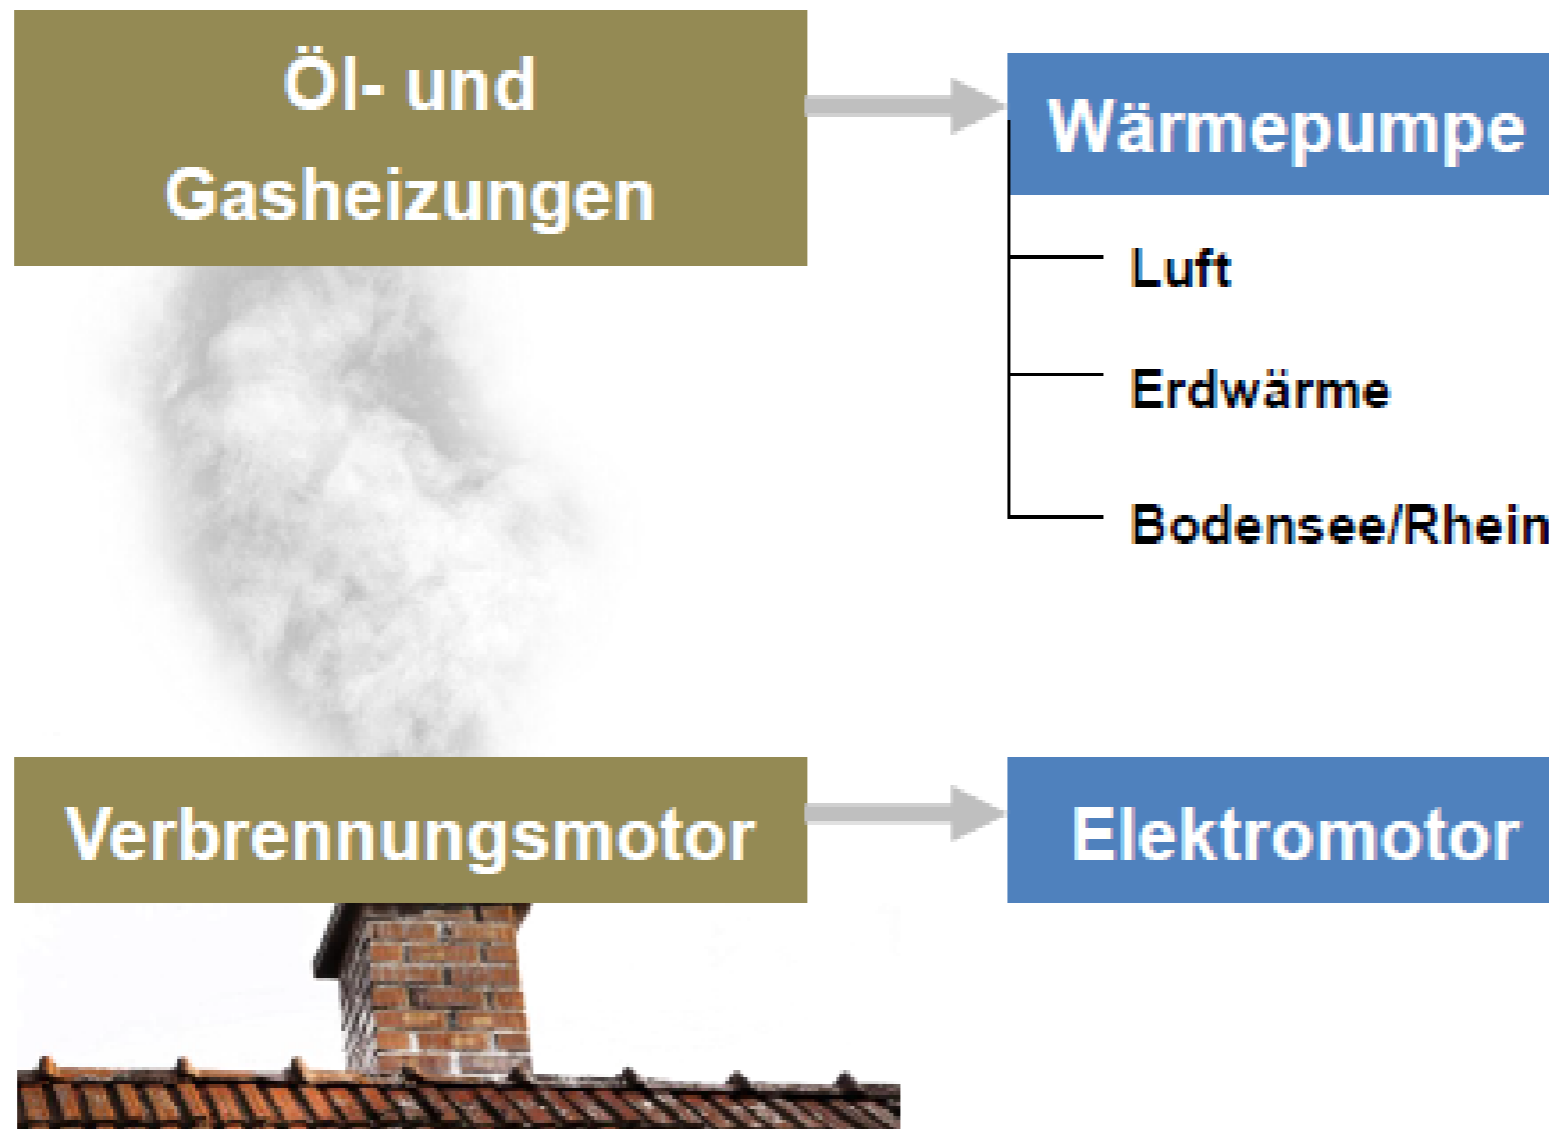 Öl- und
Gasheizungen
Wärmepumpe
Luft
Erdwärme
Bodensee/Rhein
Verbrennungsmotor
Elektromotor